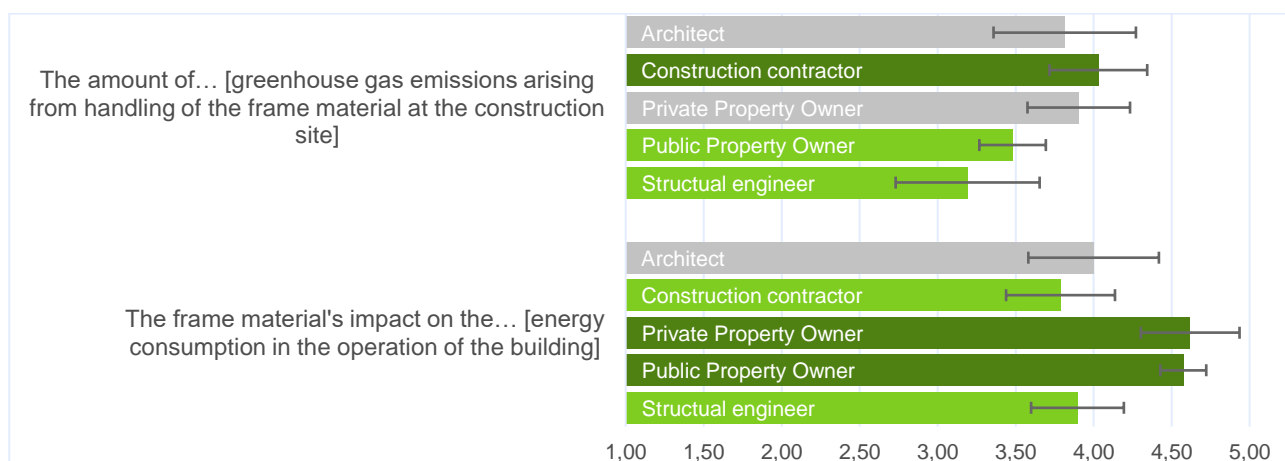 Architect
The amount of… [greenhouse gas emissions arising
from handling of the frame material at the construction
site]
Construction contractor
Private Property Owner
Public Property Owner
Structual engineer
Architect
Construction contractor
The frame material's impact on the… [energy
consumption in the operation of the building]
Private Property Owner
Public Property Owner
Structual engineer
1,00 1,50 2,00 2,50 3,00 3,50 4,00 4,50 5,00